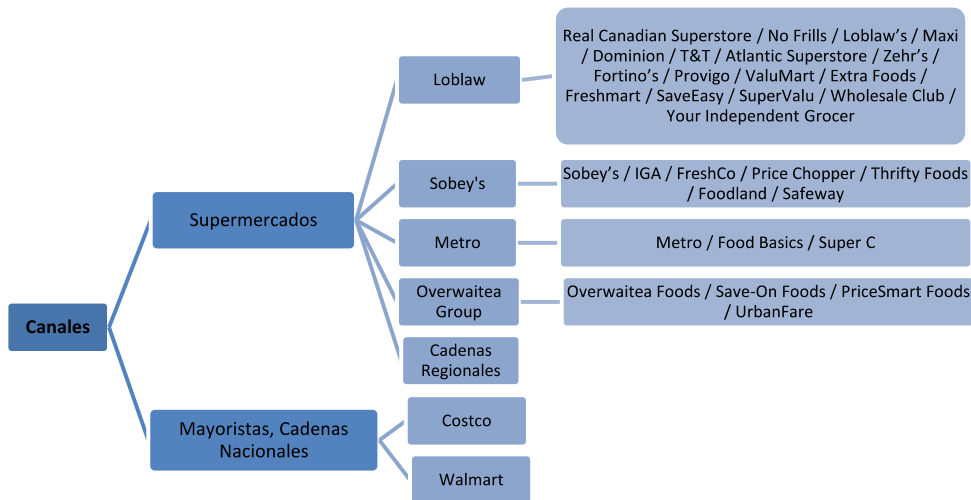 Canales
Supermercados
Loblaw
Real Canadian Superstore / No Frills / Loblaw’s / Maxi
/ Dominion / T&T / Atlantic Superstore / Zehr’s /
Fortino’s / Provigo / ValuMart / Extra Foods /
Freshmart / SaveEasy / SuperValu / Wholesale Club /
Your Independent Grocer
Sobey's
Sobey’s / IGA / FreshCo / Price Chopper / Thrifty Foods
/ Foodland / Safeway
Metro
Metro / Food Basics / Super C
Overwaitea
Group
Overwaitea Foods / Save-On Foods / PriceSmart Foods
/ UrbanFare
Cadenas
Regionales
Mayoristas, Cadenas
Nacionales
Costco
Walmart